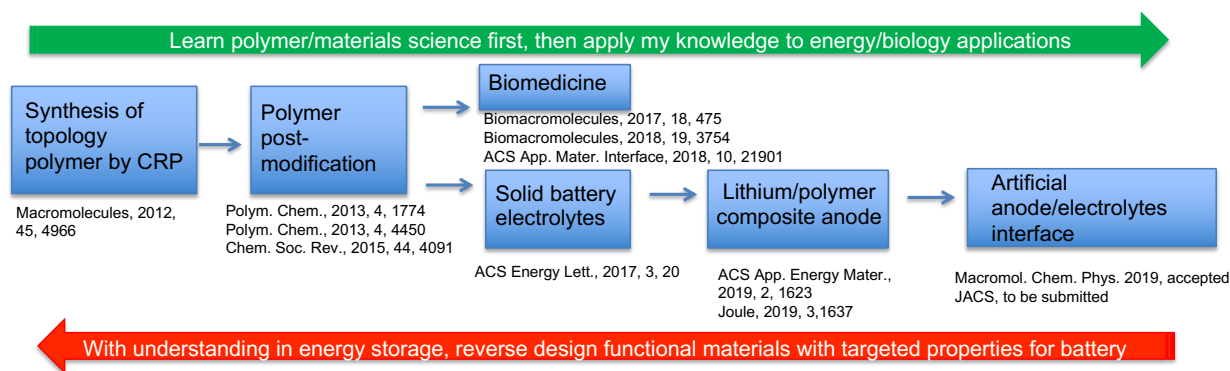 Learn polymer/materials science first, then apply my knowledge to energy/biology applications
Synthesis of
topology
polymer by CRP
Macromolecules, 2012,
45, 4966
Polymer
post-
modification
Polym. Chem., 2013, 4, 1774
Polym. Chem., 2013, 4, 4450
Chem. Soc. Rev., 2015, 44, 4091
Biomedicine
Biomacromolecules, 2017, 18, 475
Biomacromolecules, 2018, 19, 3754
ACS App. Mater. Interface, 2018, 10, 21901
Solid battery
electrolytes
ACS Energy Lett., 2017, 3, 20
Lithium/polymer
composite anode
ACS App. Energy Mater.,
2019, 2, 1623
Joule, 2019, 3,1637
Artificial
anode/electrolytes
interface
Macromol. Chem. Phys. 2019, accepted
JACS, to be submitted
With understanding in energy storage, reverse design functional materials with targeted properties for battery